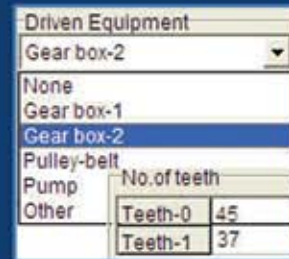 Driven Equipment
Gear box-2
None
Gear box-1
Gear box-2
Pulley-belt
Pump
Other
No.of teeth
Teeth-0 45
Teeth-1 37